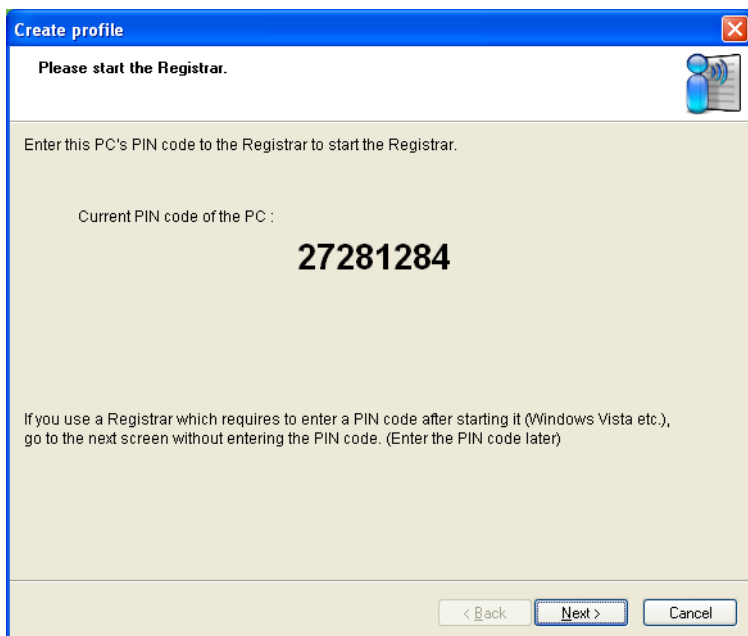 Create profile
Please start the Registrar.
Enter this PC's PIN code to the Registrar to start the Registrar.
Current PIN code of the PC :
27281284
If you use a Registrar which requires to enter a PIN code after starting it (Windows Vista etc.),
go to the next screen without entering the PIN code. (Enter the PIN code later)
< Back
Next >
Cancel